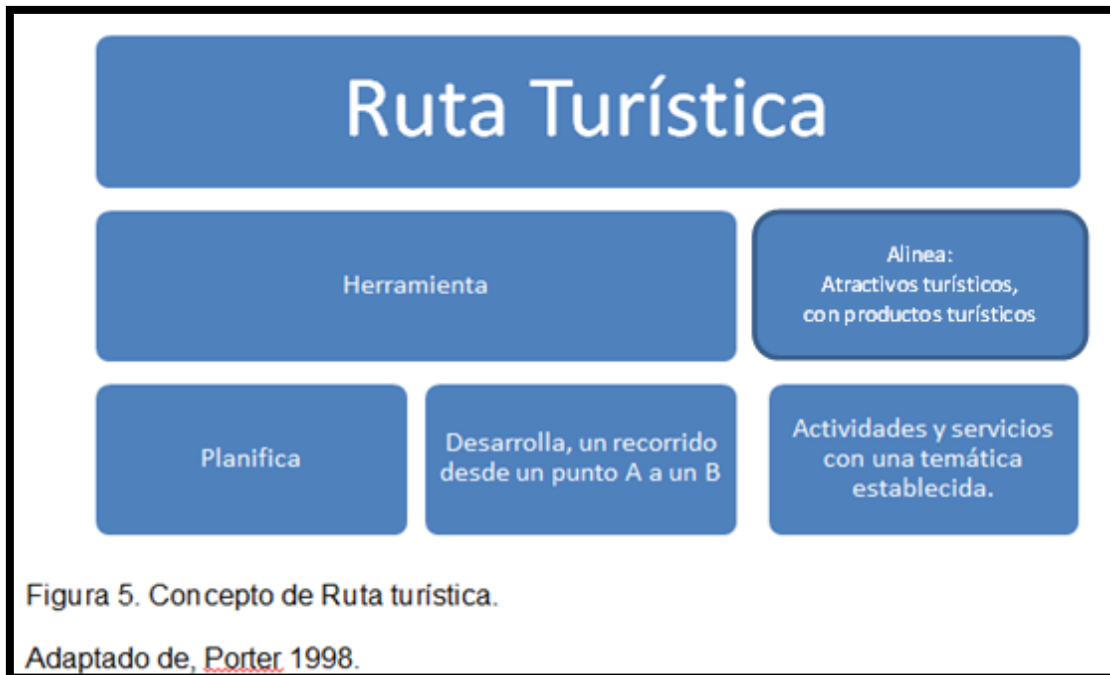 Ruta Turística
Herramienta
Alinea:
Atractivos turísticos,
con productos turísticos
Planifica
Desarrolla, un recorrido
desde un punto A a un B
Actividades y servicios
con una temática
establecida.
Figura 5. Concepto de Ruta turística.
Adaptado de, Porter 1998.